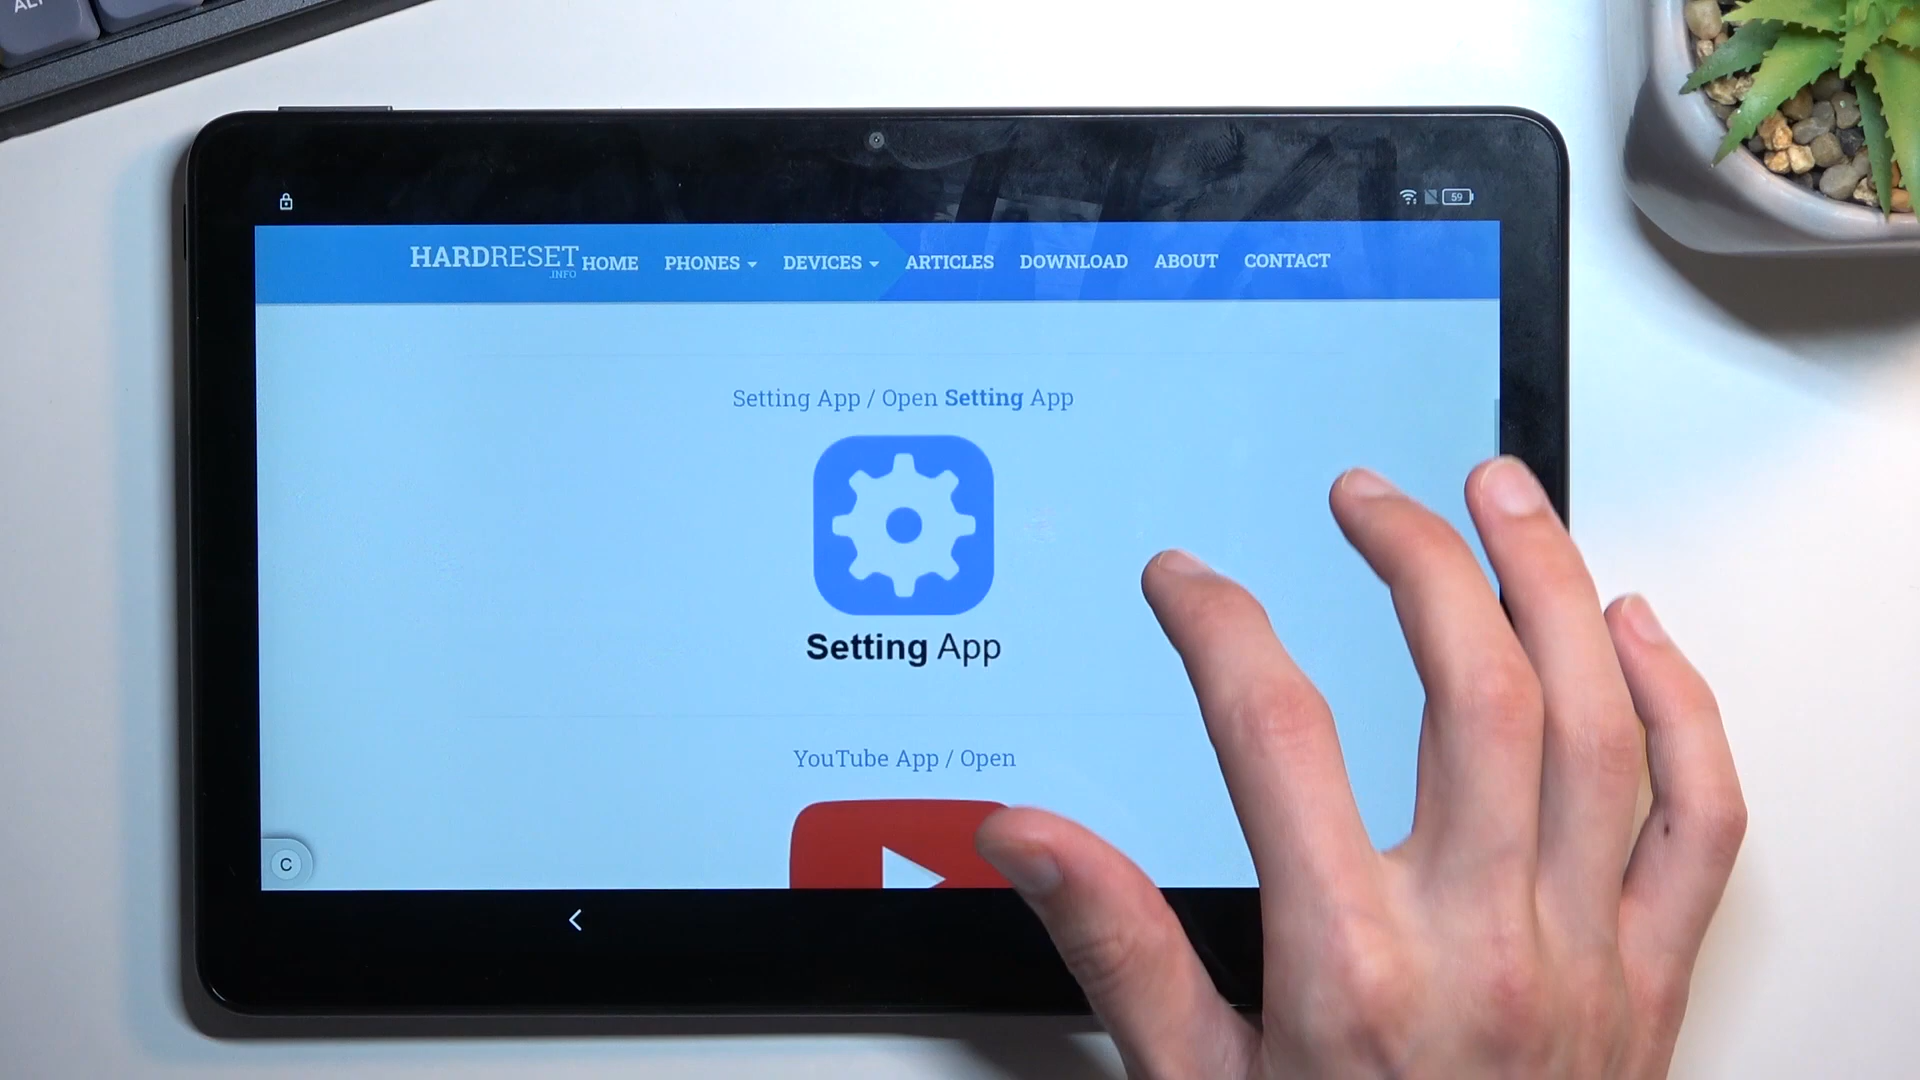 ALT
59
HARDRESET
.INFO
HOME PHONES DEVICES ARTICLES DOWNLOAD ABOUT CONTACT
Setting App / Open Setting App
Setting App
YouTube App / Open
C